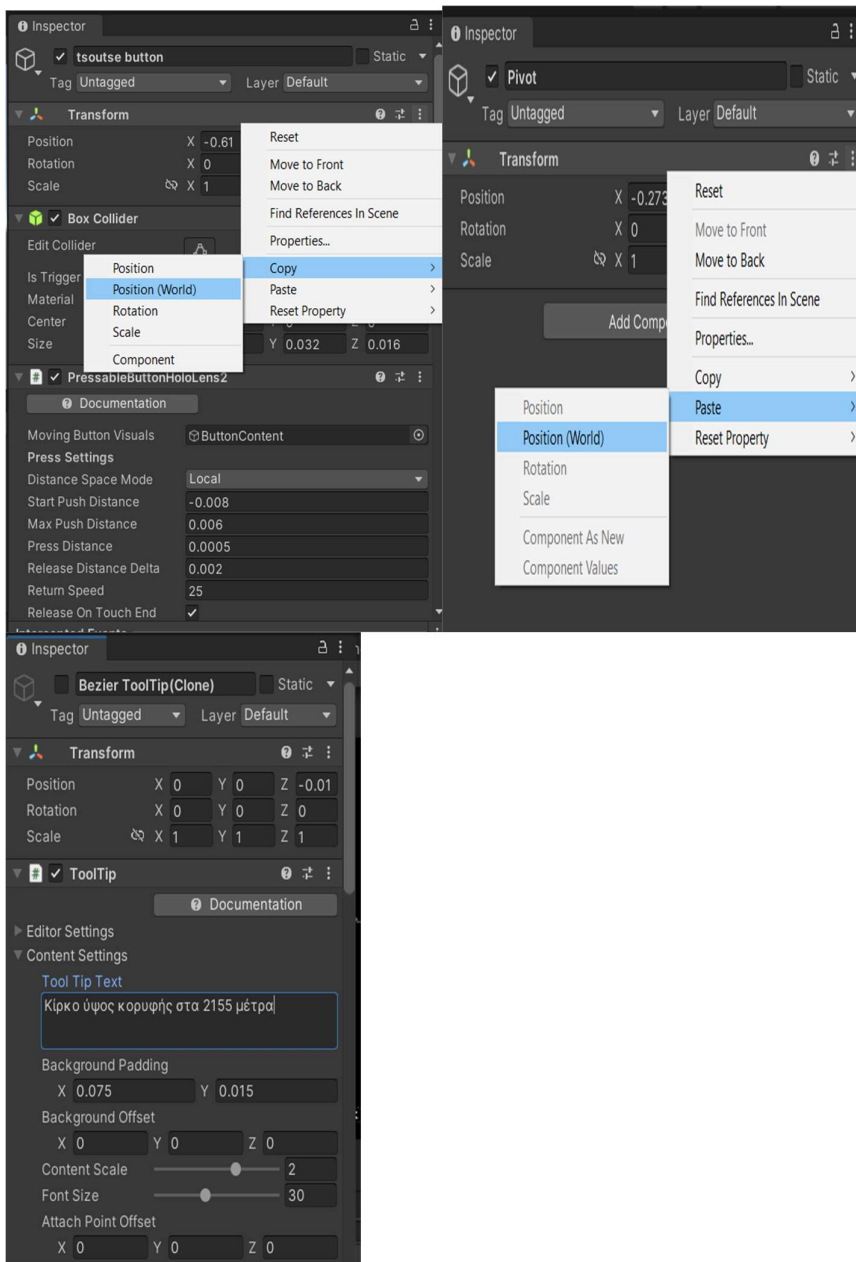 Inspector
tsoutse button Static
Tag Untagged Layer Default
Transform
Position X -0.61
Rotation X 0
Scale X 1
Reset
Move to Front
Move to Back
Find References In Scene
Properties...
Copy
Paste
Reset Property
Box Collider
Edit Collider
Is Trigger
Material
Center
Size Y 0.032 Z 0.016
Position
Position (World)
Rotation
Scale
Component
PressableButtonHoloLens2
Documentation
Moving Button Visuals ButtonContent
Press Settings
Distance Space Mode Local
Start Push Distance -0.008
Max Push Distance 0.006
Press Distance 0.0005
Release Distance Delta 0.002
Return Speed 25
Release On Touch End
Inspector
Pivot Static
Tag Untagged Layer Default
Transform
Position X -0.273
Rotation X 0
Scale X 1
Add Comp
Reset
Move to Front
Move to Back
Find References In Scene
Properties...
Copy
Paste
Reset Property
Position
Position (World)
Rotation
Scale
Component As New
Component Values
Inspector
Bezier ToolTip(Clone) Static
Tag Untagged Layer Default
Transform
Position X 0 Y 0 Z -0.01
Rotation X 0 Y 0 Z 0
Scale X 1 Y 1 Z 1
ToolTip
Documentation
Editor Settings
Content Settings
Tool Tip Text
Κίρκο ύψος κορυφής στα 2155 μέτρα
Background Padding
X 0.075 Y 0.015
Background Offset
X 0 Y 0 Z 0
Content Scale 2
Font Size 30
Attach Point Offset
X 0 Y 0 Z 0